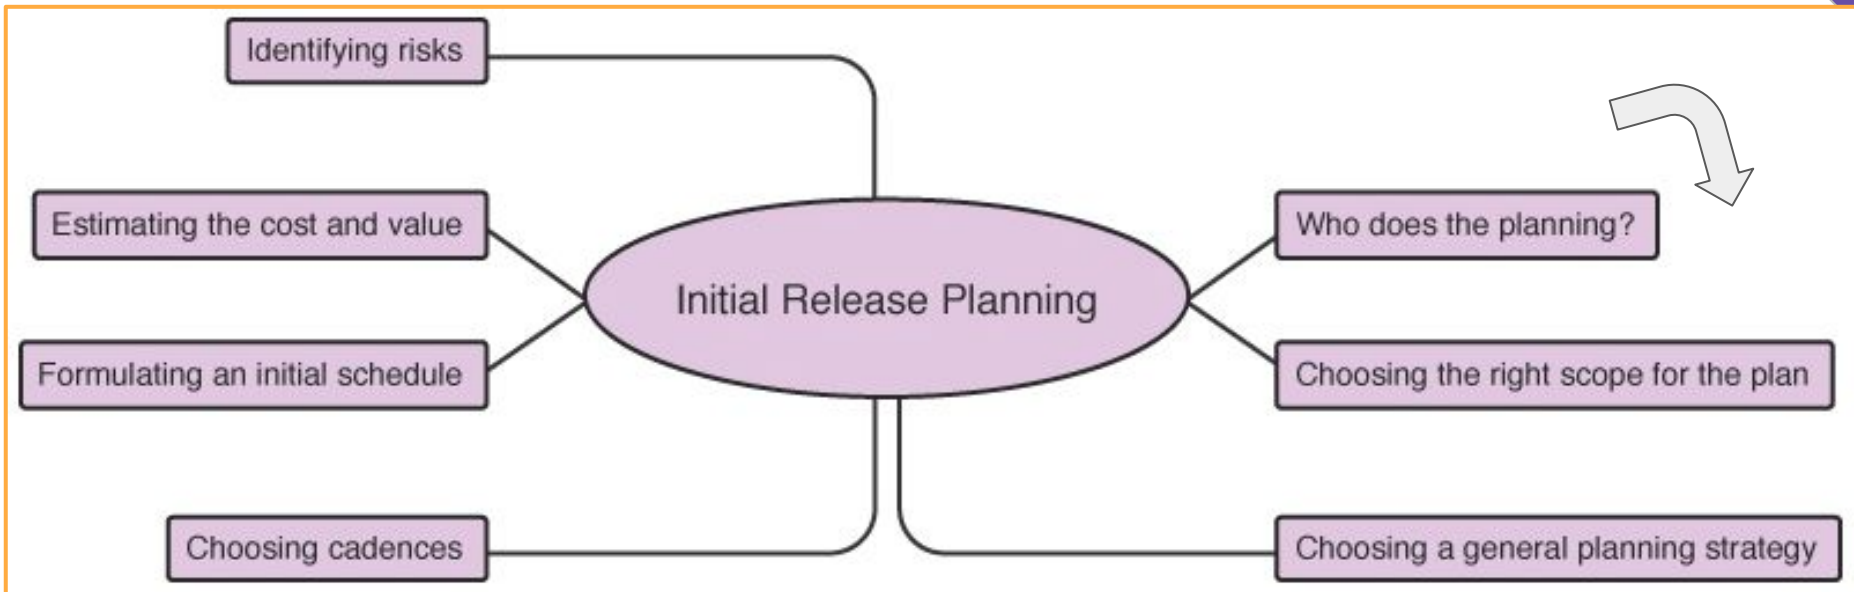 Identifying risks
Estimating the cost and value
Who does the planning?
Initial Release Planning
Formulating an initial schedule
Choosing the right scope for the plan
Choosing cadences
Choosing a general planning strategy